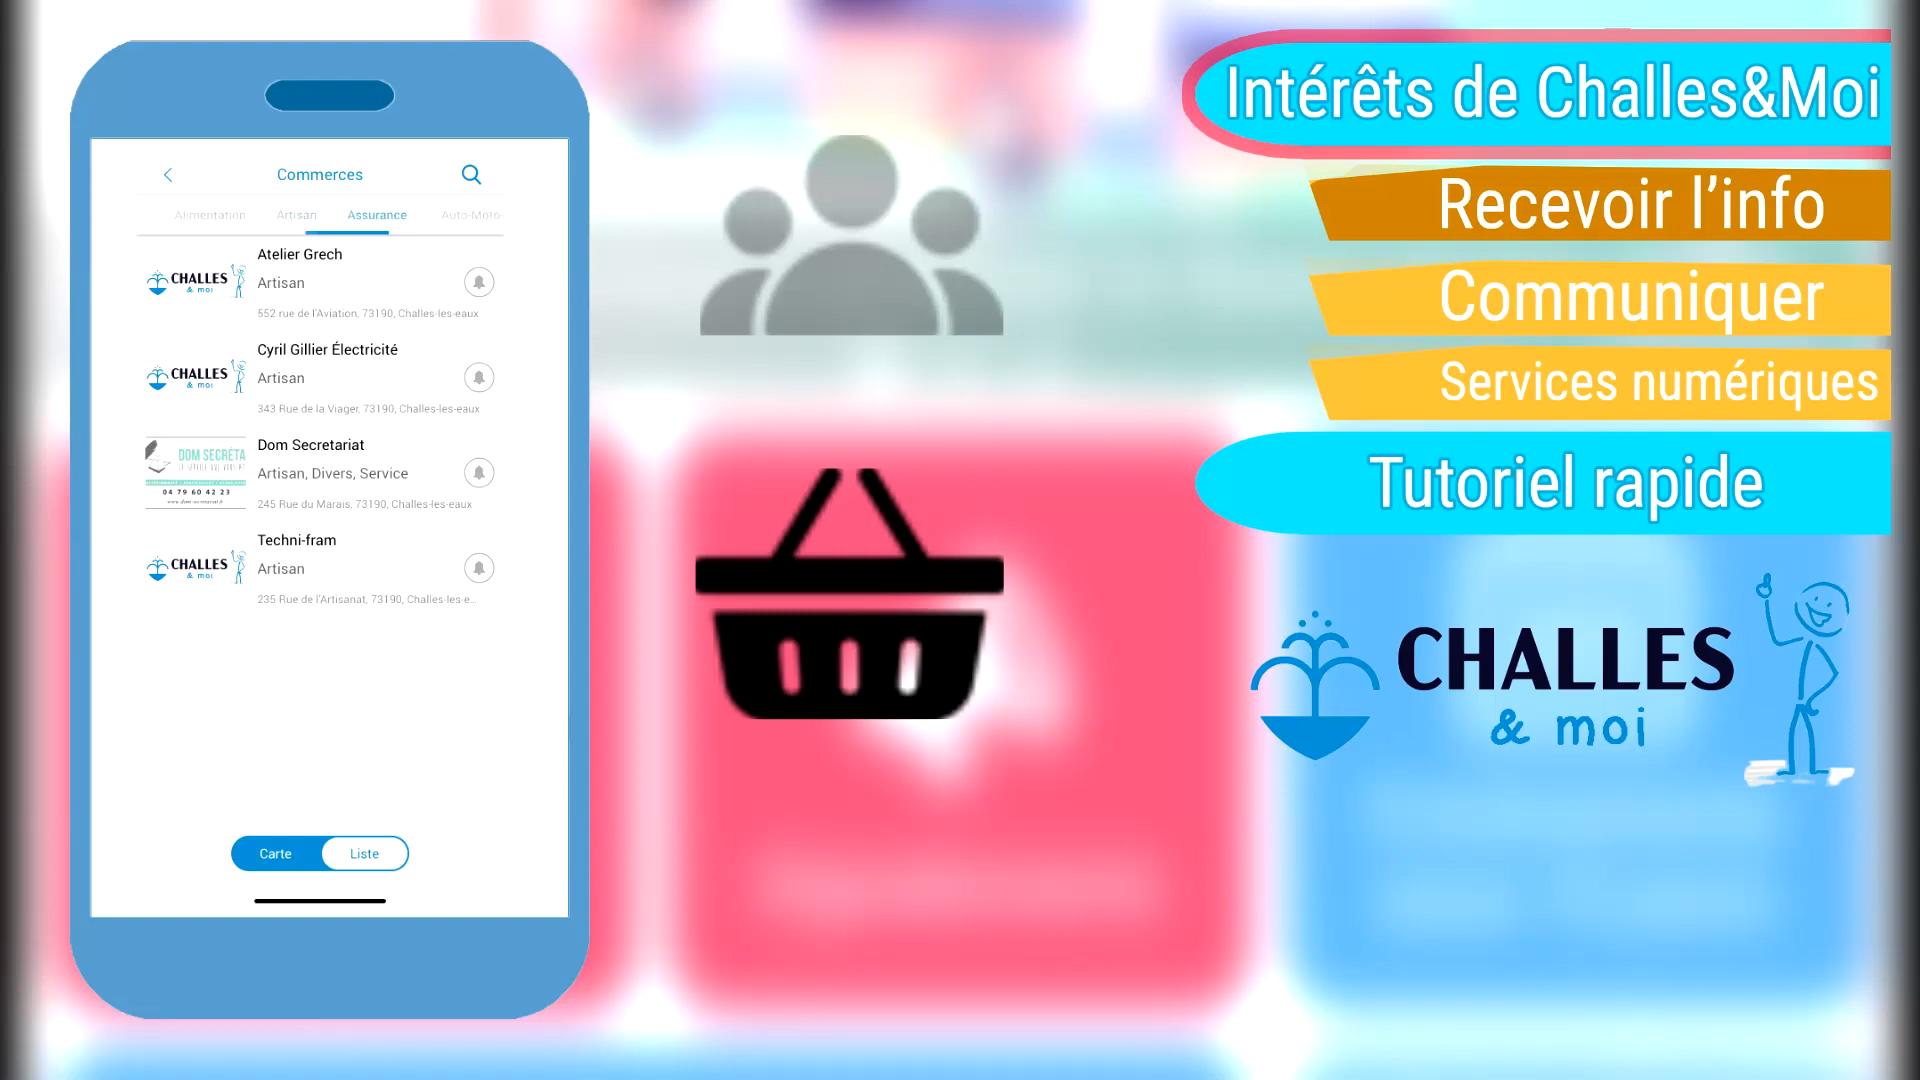 Commerces
Alimentation Artisan Assurance Auto-Moto-
Atelier Grech
Artisan
552 rue de l'Aviation, 73190, Challes-les-eaux
CHALLES
& moi
Cyril Gillier Électricité
Artisan
343 Rue de la Viager, 73190, Challes-les-eaux
CHALLES
& moi
Dom Secretariat
Artisan, Divers, Service
245 Rue du Marais, 73190, Challes-les-eaux
DOM SECRÉTA
04 79 60 42 23
www.dom-secretariat.fr
Techni-fram
Artisan
235 Rue de l'Artisanat, 73190, Challes-les-e...
CHALLES
& moi
Carte Liste
Intérêts de Challes&Moi
Recevoir l’info
Communiquer
Services numériques
Tutoriel rapide
CHALLES
& moi